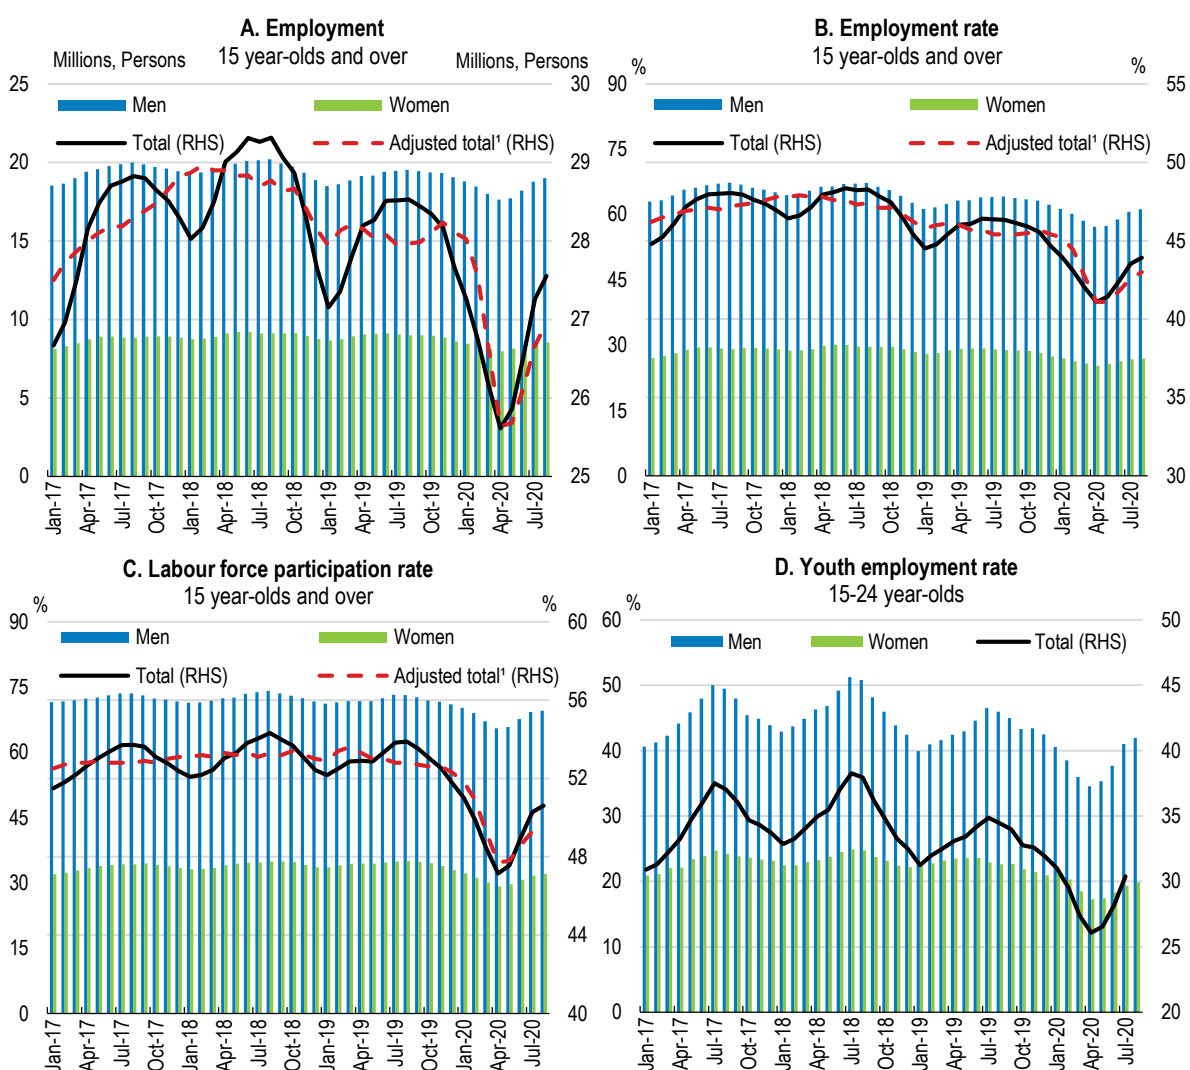 A. Employment
15 year-olds and over
Millions, Persons
Millions, Persons
Men
Women
Total (RHS)
Adjusted total¹ (RHS)
25
20
15
10
5
0
30
29
28
27
26
25
Jan-17
Apr-17
Jul-17
Oct-17
Jan-18
Apr-18
Jul-18
Oct-18
Jan-19
Apr-19
Jul-19
Oct-19
Jan-20
Apr-20
Jul-20
B. Employment rate
15 year-olds and over
%
%
Men
Women
Total (RHS)
Adjusted total¹ (RHS)
90
75
60
45
30
15
0
55
50
45
40
35
30
Jan-17
Apr-17
Jul-17
Oct-17
Jan-18
Apr-18
Jul-18
Oct-18
Jan-19
Apr-19
Jul-19
Oct-19
Jan-20
Apr-20
Jul-20
C. Labour force participation rate
15 year-olds and over
%
%
Men
Women
Total (RHS)
Adjusted total¹ (RHS)
90
75
60
45
30
15
0
60
56
52
48
44
40
Jan-17
Apr-17
Jul-17
Oct-17
Jan-18
Apr-18
Jul-18
Oct-18
Jan-19
Apr-19
Jul-19
Oct-19
Jan-20
Apr-20
Jul-20
D. Youth employment rate
15-24 year-olds
%
%
Men
Women
Total (RHS)
60
50
40
30
20
10
0
50
45
40
35
30
25
20
Jan-17
Apr-17
Jul-17
Oct-17
Jan-18
Apr-18
Jul-18
Oct-18
Jan-19
Apr-19
Jul-19
Oct-19
Jan-20
Apr-20
Jul-20